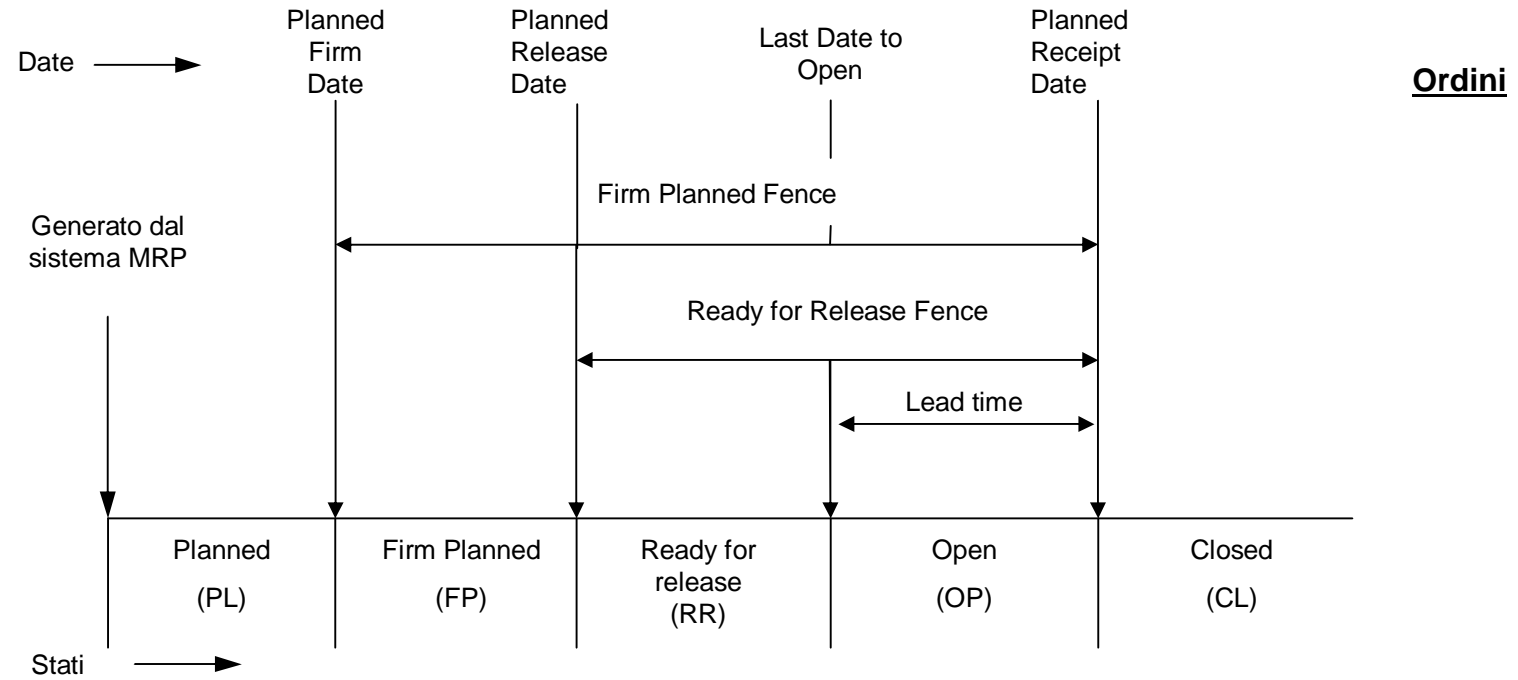 Date
Planned
Firm
Date
Planned
Release
Date
Last Date to
Open
Planned
Receipt
Date
Ordini
Firm Planned Fence
Generato dal
sistema MRP
Ready for Release Fence
Lead time
Planned
(PL)
Firm Planned
(FP)
Ready for
release
(RR)
Open
(OP)
Closed
(CL)
Stati